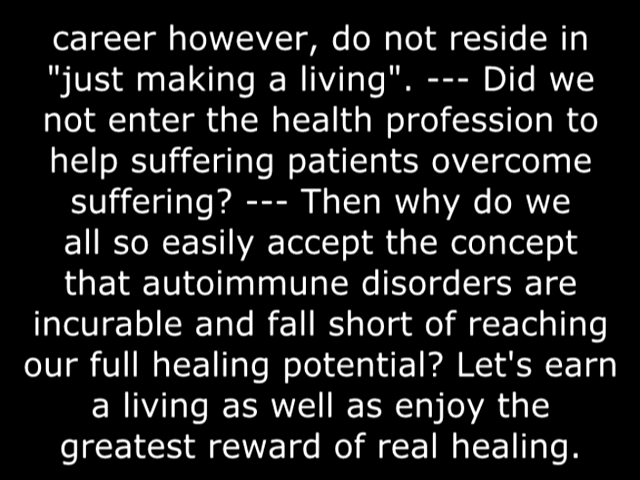 career however, do not reside in
"just making a living". --- Did we
not enter the health profession to
help suffering patients overcome
suffering? --- Then why do we
all so easily accept the concept
that autoimmune disorders are
incurable and fall short of reaching
our full healing potential? Let's earn
a living as well as enjoy the
greatest reward of real healing.